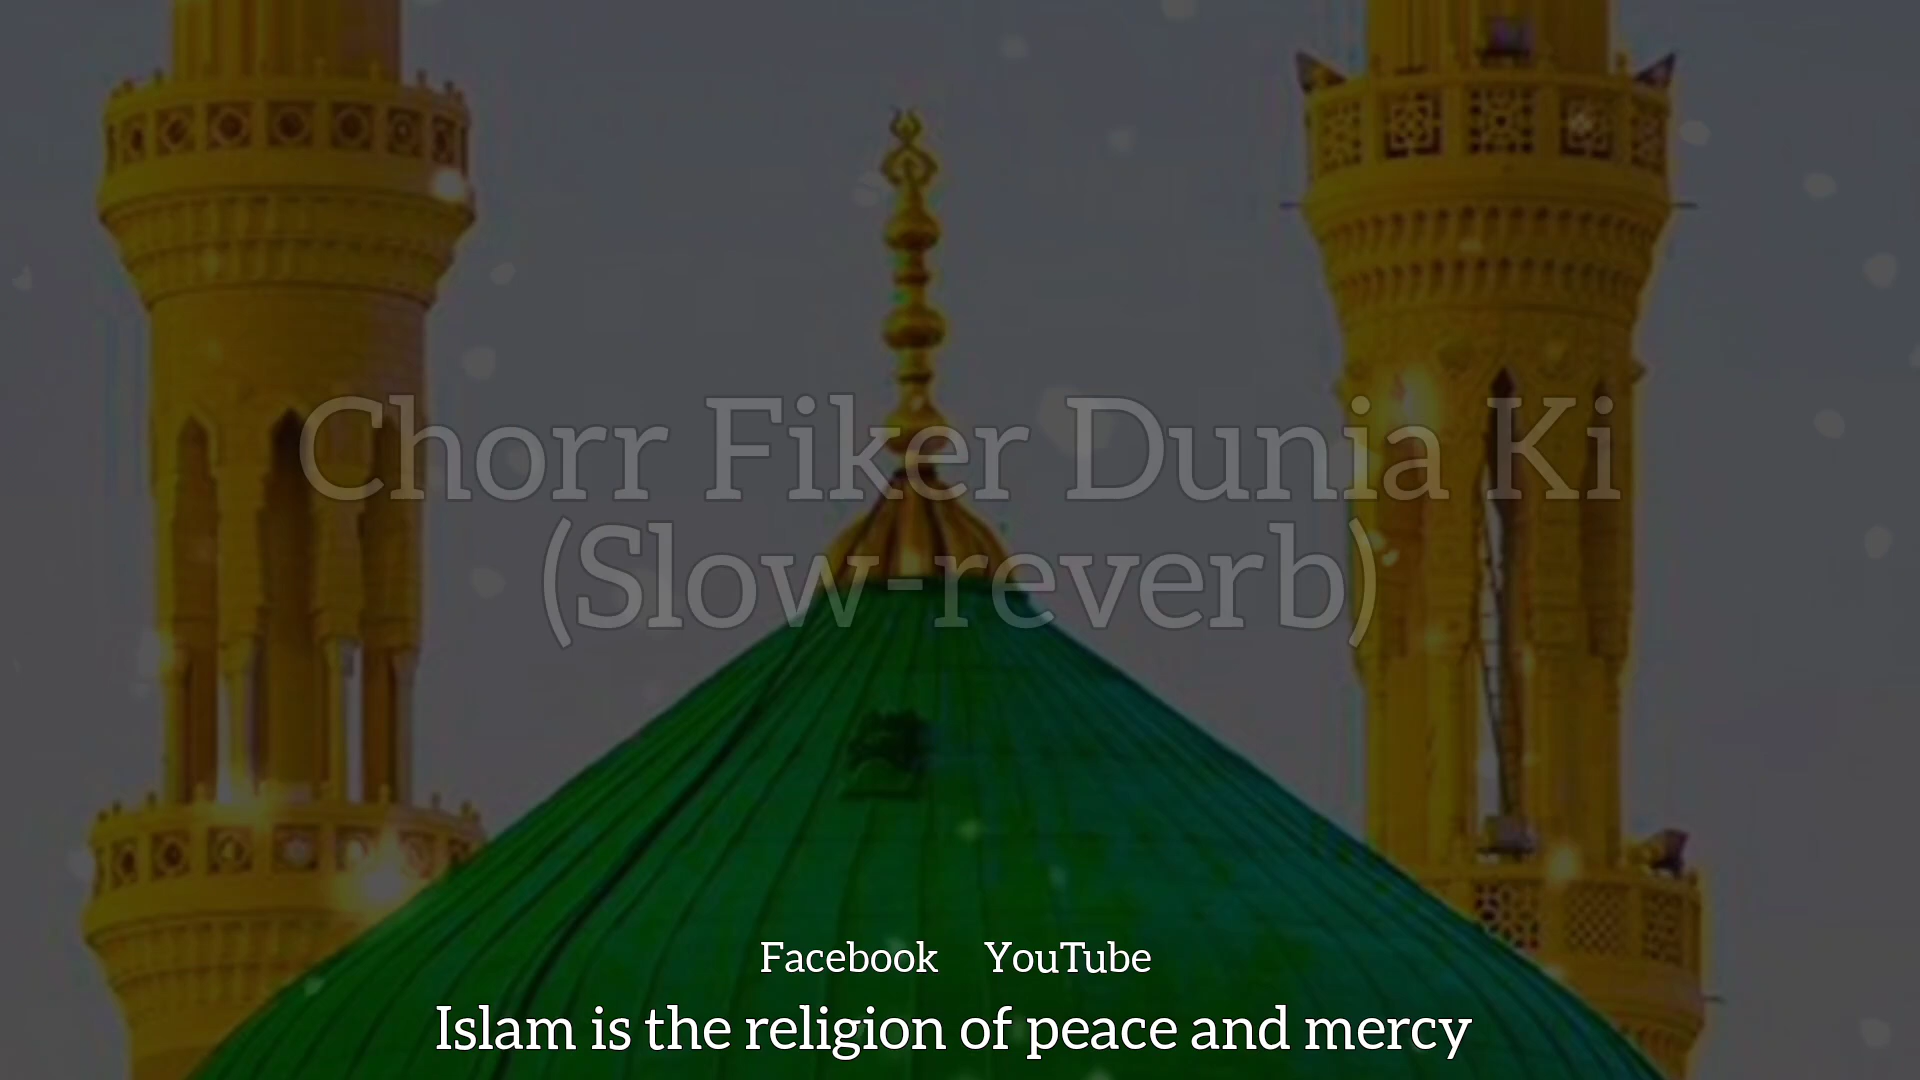 Chorr Fiker Dunia Ki
(Slow-reverb)
Facebook YouTube
Islam is the religion of peace and mercy